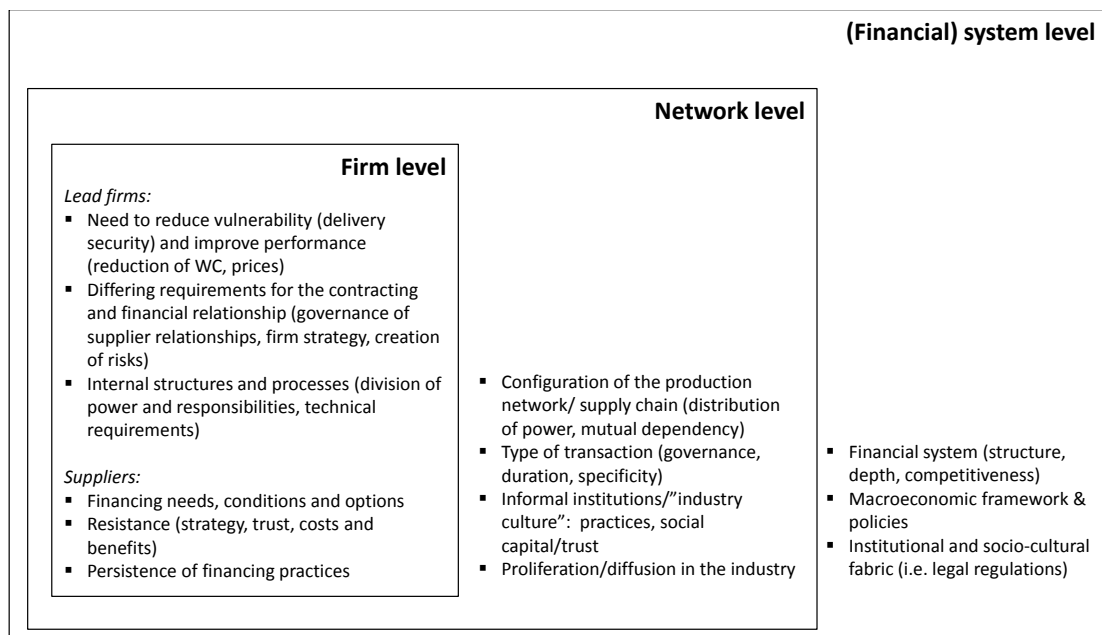 (Financial) system level
Network level
Firm level
Lead firms:
▪ Need to reduce vulnerability (delivery
security) and improve performance
(reduction of WC, prices)
▪ Differing requirements for the contracting
and financial relationship (governance of
supplier relationships, firm strategy, creation
of risks)
▪ Internal structures and processes (division of
power and responsibilities, technical
requirements)
Suppliers:
▪ Financing needs, conditions and options
▪ Resistance (strategy, trust, costs and
benefits)
▪ Persistence of financing practices
▪ Configuration of the production
network/ supply chain (distribution
of power, mutual dependency)
▪ Type of transaction (governance,
duration, specificity)
▪ Informal institutions/”industry
culture”: practices, social
capital/trust
▪ Proliferation/diffusion in the industry
▪ Financial system (structure,
depth, competitiveness)
▪ Macroeconomic framework &
policies
▪ Institutional and socio-cultural
fabric (i.e. legal regulations)